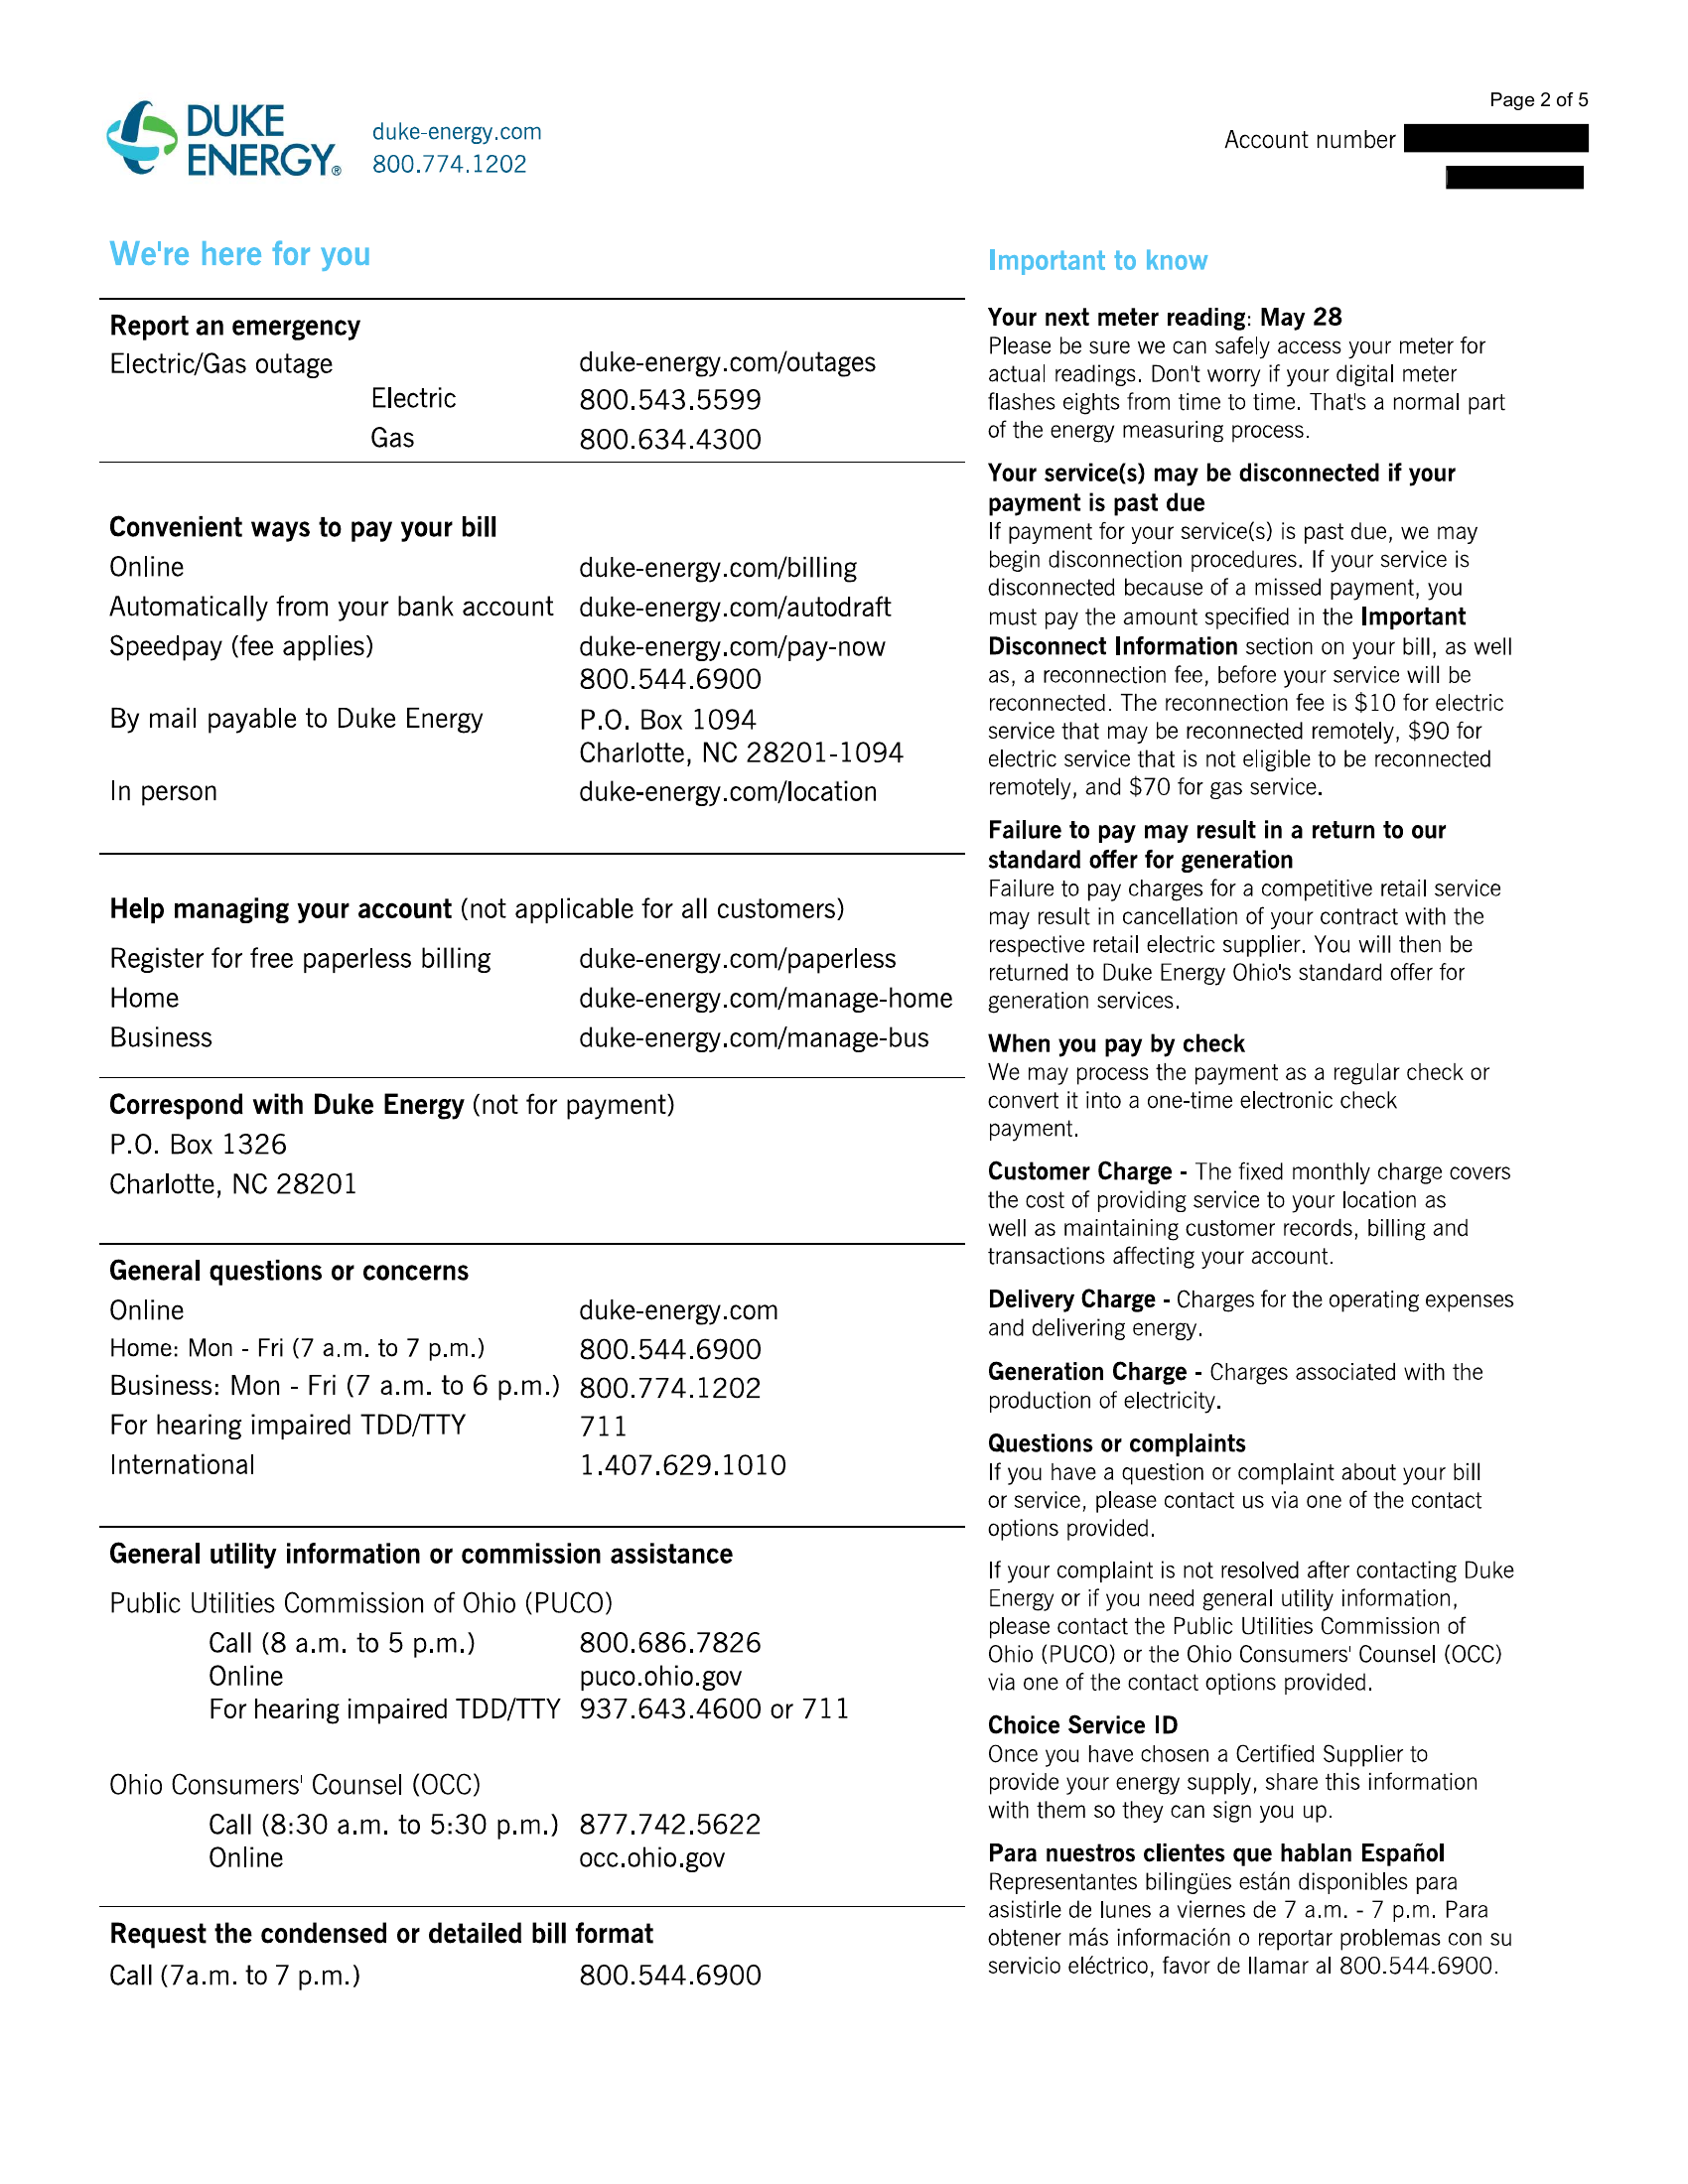 DUKE
ENERGY®
duke-energy.com
800.774.1202
Page 2 of 5
Account number
We're here for you
Report an emergency
Electric/Gas outage duke-energy.com/outages
Electric 800.543.5599
Gas 800.634.4300
Convenient ways to pay your bill
Online duke-energy.com/billing
Automatically from your bank account duke-energy.com/autodraft
Speedpay (fee applies) duke-energy.com/pay-now
800.544.6900
By mail payable to Duke Energy P.O. Box 1094
Charlotte, NC 28201-1094
In person duke-energy.com/location
Help managing your account (not applicable for all customers)
Register for free paperless billing duke-energy.com/paperless
Home duke-energy.com/manage-home
Business duke-energy.com/manage-bus
Correspond with Duke Energy (not for payment)
P.O. Box 1326
Charlotte, NC 28201
General questions or concerns
Online duke-energy.com
Home: Mon - Fri (7 a.m. to 7 p.m.) 800.544.6900
Business: Mon - Fri (7 a.m. to 6 p.m.) 800.774.1202
For hearing impaired TDD/TTY 711
International 1.407.629.1010
General utility information or commission assistance
Public Utilities Commission of Ohio (PUCO)
Call (8 a.m. to 5 p.m.) 800.686.7826
Online puco.ohio.gov
For hearing impaired TDD/TTY 937.643.4600 or 711
Ohio Consumers' Counsel (OCC)
Call (8:30 a.m. to 5:30 p.m.) 877.742.5622
Online occ.ohio.gov
Request the condensed or detailed bill format
Call (7a.m. to 7 p.m.) 800.544.6900
Important to know
Your next meter reading: May 28
Please be sure we can safely access your meter for
actual readings. Don't worry if your digital meter
flashes eights from time to time. That's a normal part
of the energy measuring process.
Your service(s) may be disconnected if your
payment is past due
If payment for your service(s) is past due, we may
begin disconnection procedures. If your service is
disconnected because of a missed payment, you
must pay the amount specified in the Important
Disconnect Information section on your bill, as well
as, a reconnection fee, before your service will be
reconnected. The reconnection fee is $10 for electric
service that may be reconnected remotely, $90 for
electric service that is not eligible to be reconnected
remotely, and $70 for gas service.
Failure to pay may result in a return to our
standard offer for generation
Failure to pay charges for a competitive retail service
may result in cancellation of your contract with the
respective retail electric supplier. You will then be
returned to Duke Energy Ohio's standard offer for
generation services.
When you pay by check
We may process the payment as a regular check or
convert it into a one-time electronic check
payment.
Customer Charge - The fixed monthly charge covers
the cost of providing service to your location as
well as maintaining customer records, billing and
transactions affecting your account.
Delivery Charge - Charges for the operating expenses
and delivering energy.
Generation Charge - Charges associated with the
production of electricity.
Questions or complaints
If you have a question or complaint about your bill
or service, please contact us via one of the contact
options provided.
If your complaint is not resolved after contacting Duke
Energy or if you need general utility information,
please contact the Public Utilities Commission of
Ohio (PUCO) or the Ohio Consumers' Counsel (OCC)
via one of the contact options provided.
Choice Service ID
Once you have chosen a Certified Supplier to
provide your energy supply, share this information
with them so they can sign you up.
Para nuestros clientes que hablan Español
Representantes bilingües están disponibles para
asistirle de lunes a viernes de 7 a.m. - 7 p.m. Para
obtener más información o reportar problemas con su
servicio eléctrico, favor de llamar al 800.544.6900.